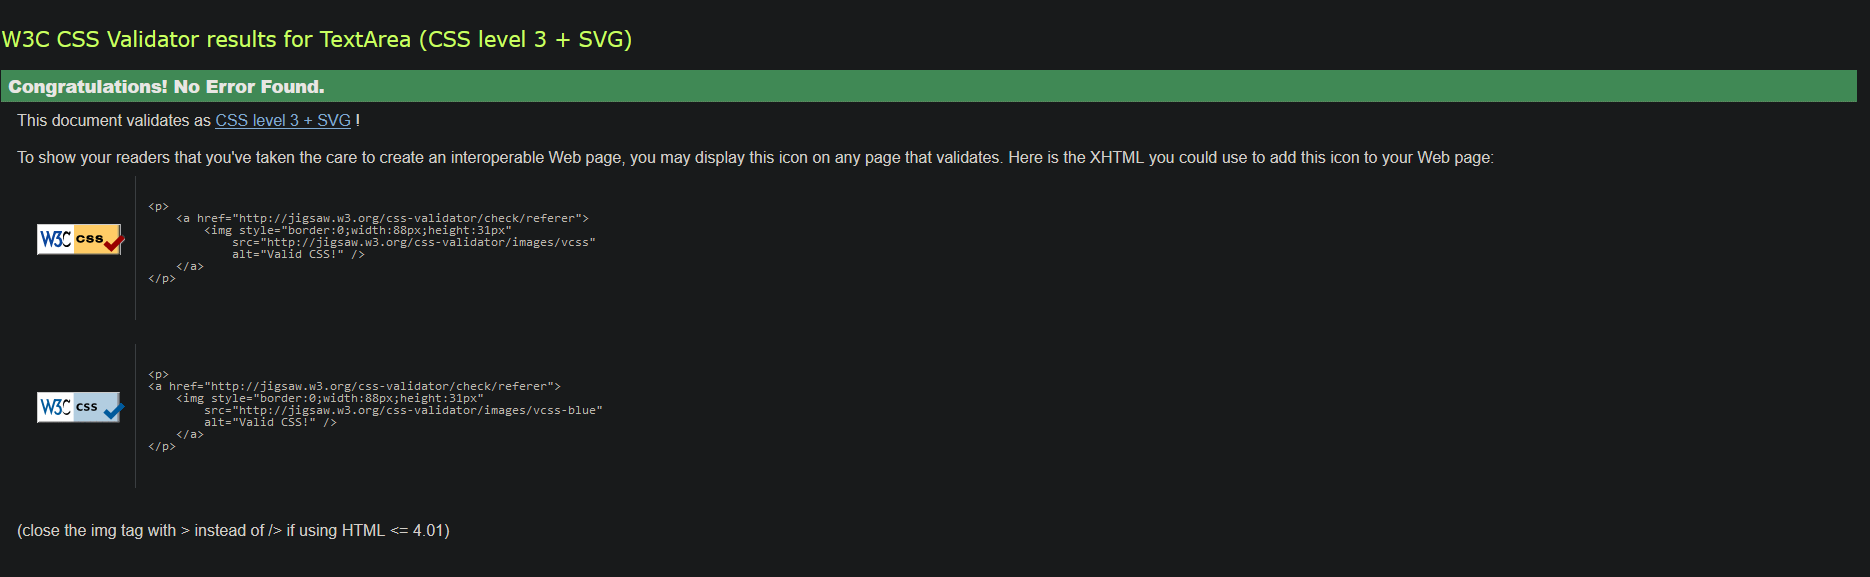 W3C CSS Validator results for TextArea (CSS level 3 + SVG)
Congratulations! No Error Found.
This document validates as CSS level 3 + SVG !
To show your readers that you've taken the care to create an interoperable Web page, you may display this icon on any page that validates. Here is the XHTML you could use to add this icon to your Web page:
W3C css
<p>
    <a href="http://jigsaw.w3.org/css-validator/check/referer">
        <img style="border:0;width:88px;height:31px"
            src="http://jigsaw.w3.org/css-validator/images/vcss"
            alt="Valid CSS!" />
    </a>
</p>
W3C css
<p>
<a href="http://jigsaw.w3.org/css-validator/check/referer">
    <img style="border:0;width:88px;height:31px"
        src="http://jigsaw.w3.org/css-validator/images/vcss-blue"
        alt="Valid CSS!" />
    </a>
</p>
(close the img tag with > instead of /> if using HTML <= 4.01)